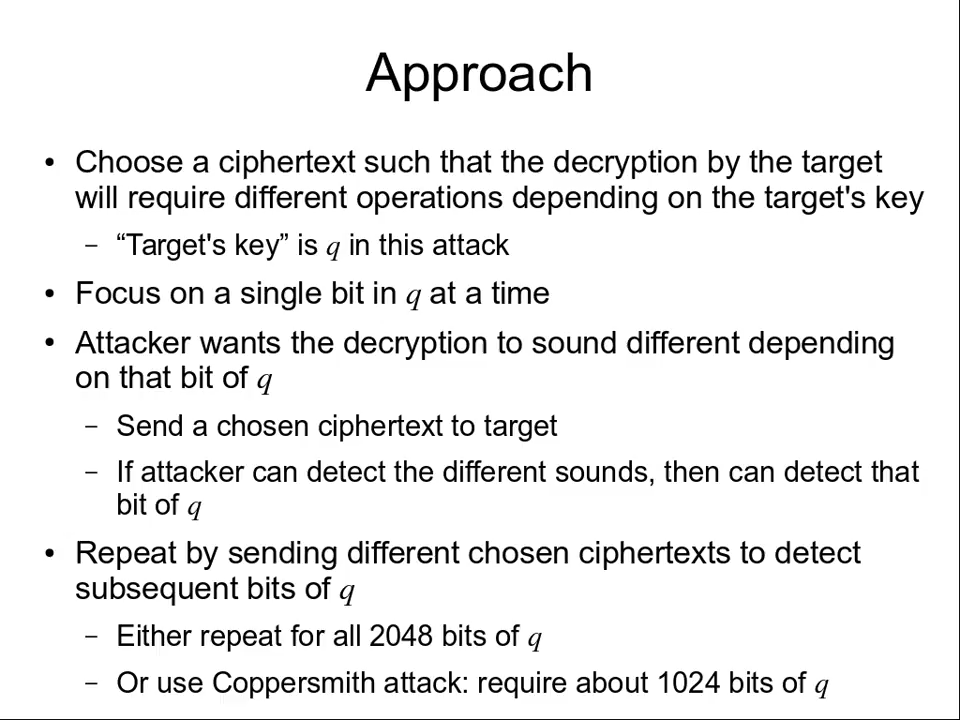 Approach
• Choose a ciphertext such that the decryption by the target
will require different operations depending on the target's key
– “Target's key” is q in this attack
• Focus on a single bit in q at a time
• Attacker wants the decryption to sound different depending
on that bit of q
– Send a chosen ciphertext to target
– If attacker can detect the different sounds, then can detect that
bit of q
• Repeat by sending different chosen ciphertexts to detect
subsequent bits of q
– Either repeat for all 2048 bits of q
– Or use Coppersmith attack: require about 1024 bits of q